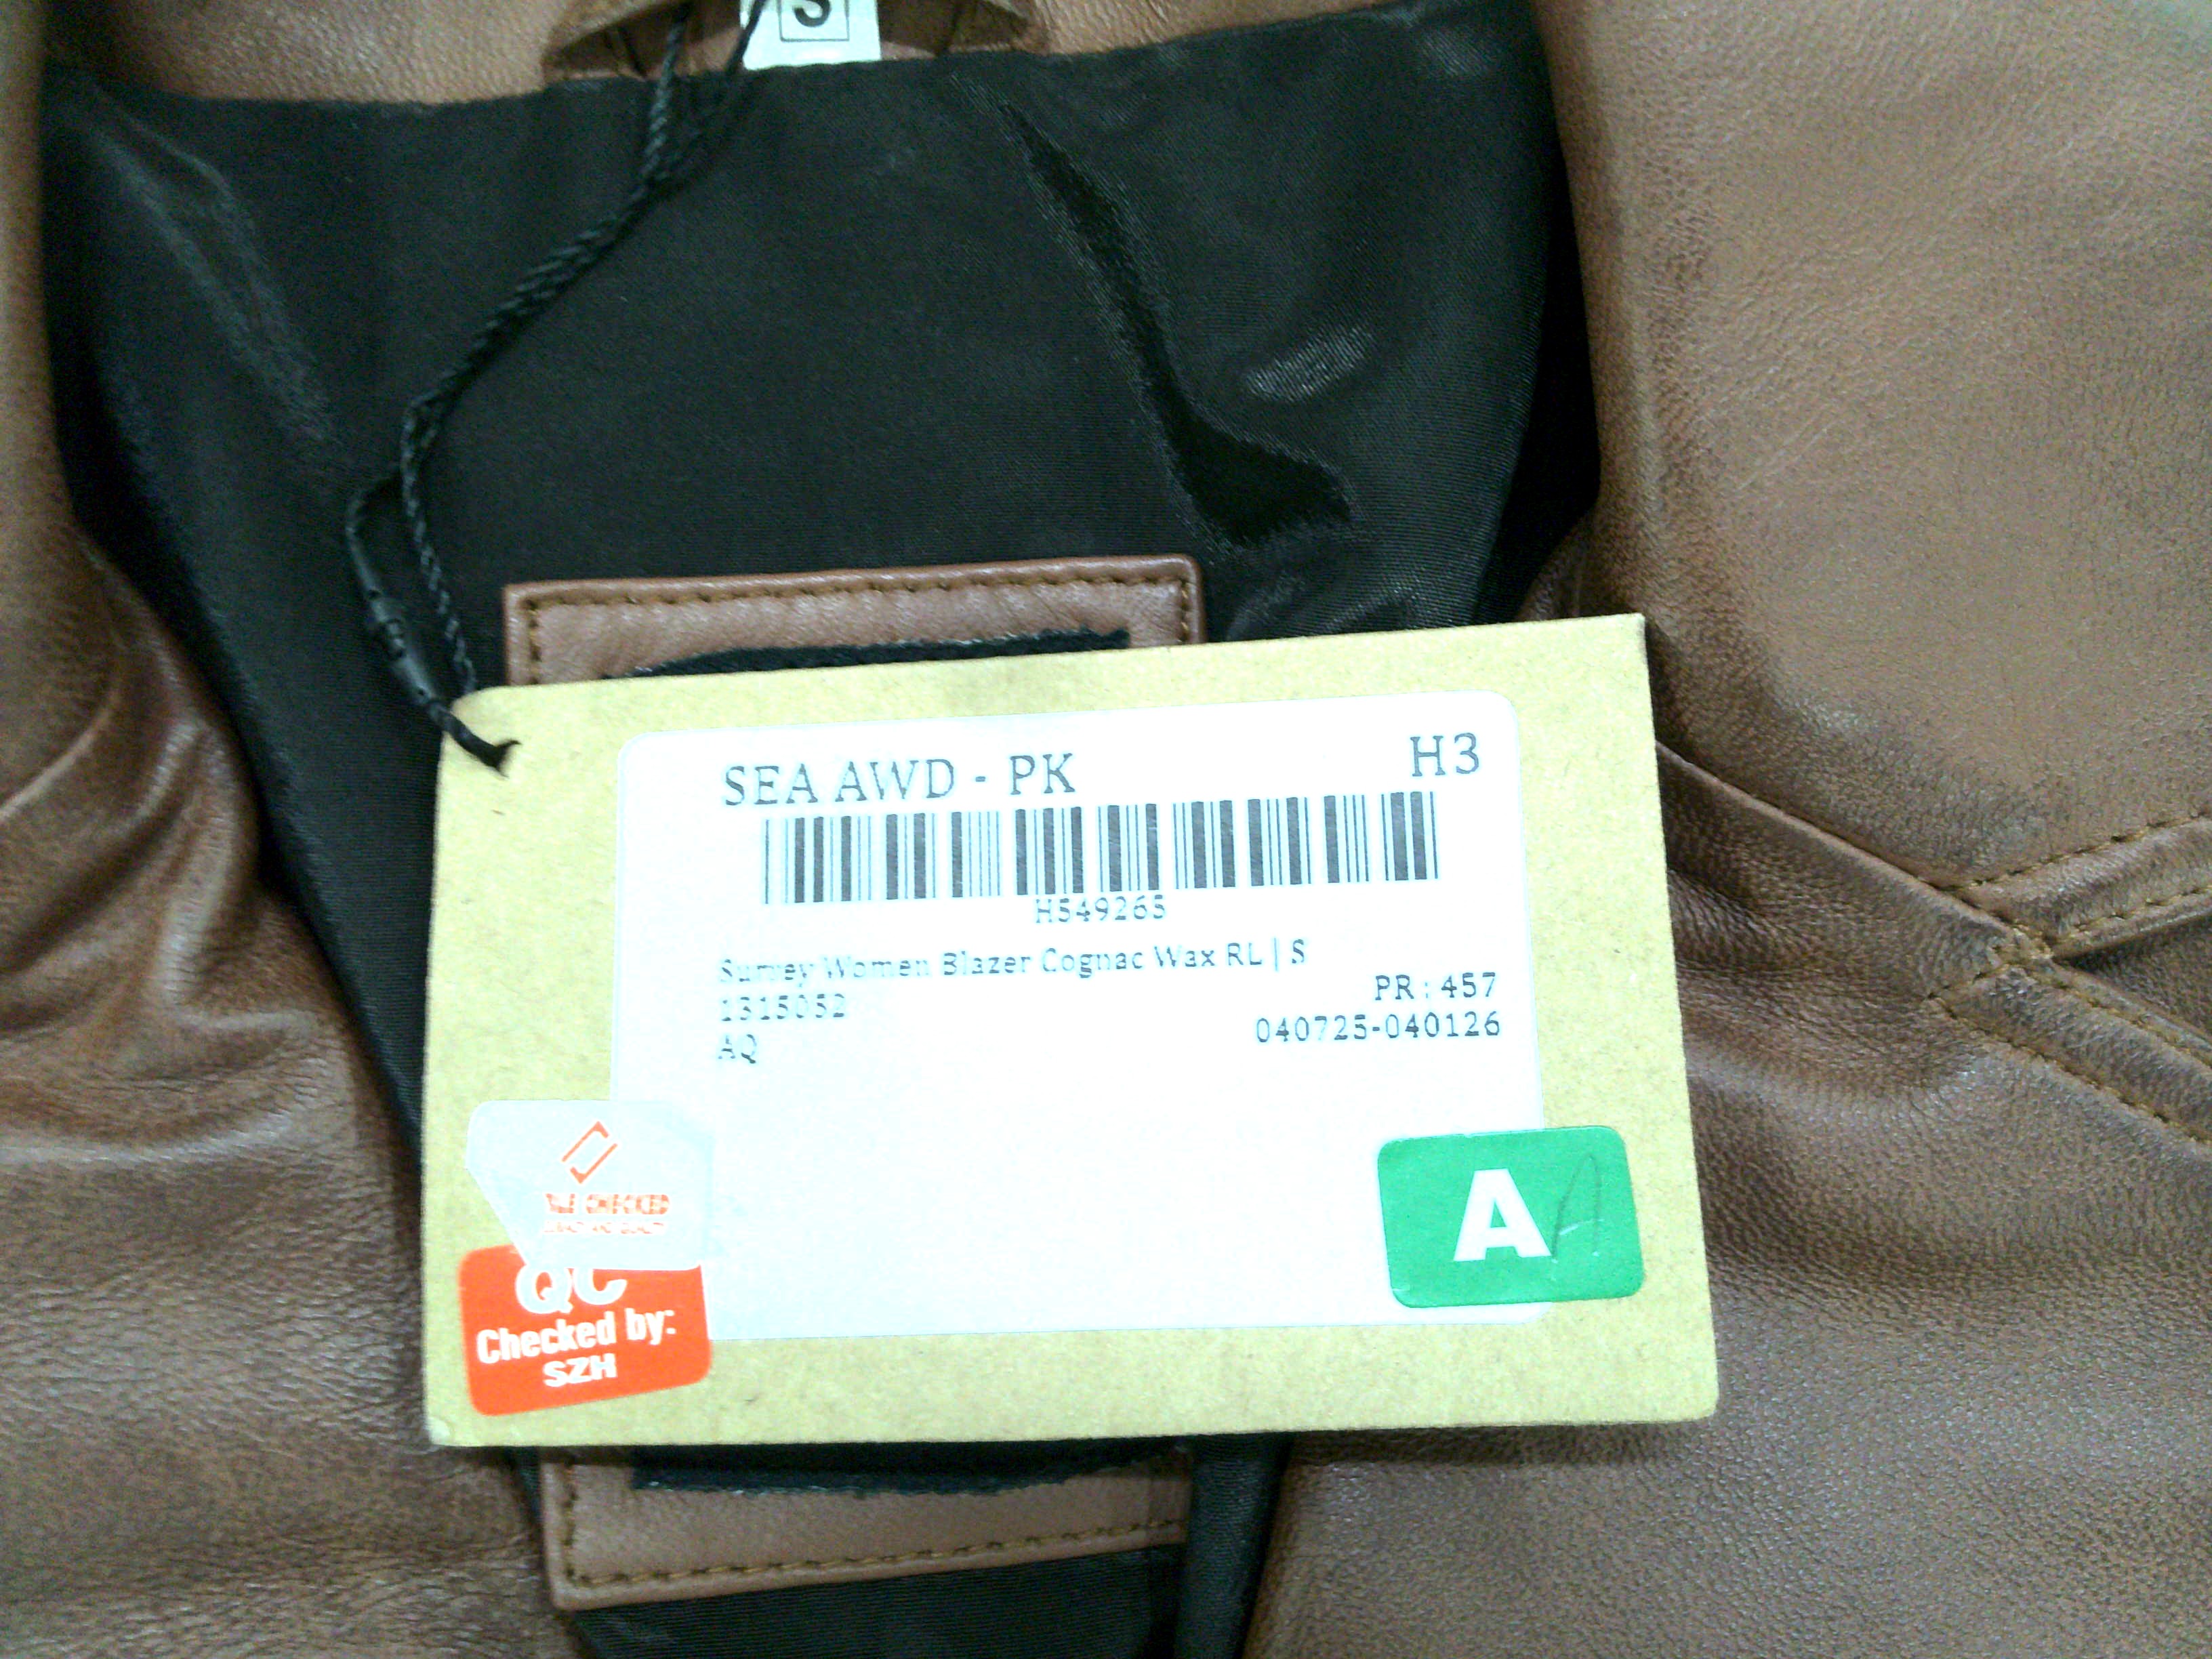 S
SEA AWD - PK
H3
H549265
Surrey Women Blazer Cognac Wax RL | S
1315052
PR : 457
AQ
040725-040126
CHECKED
A
QC
Checked by:
SZH